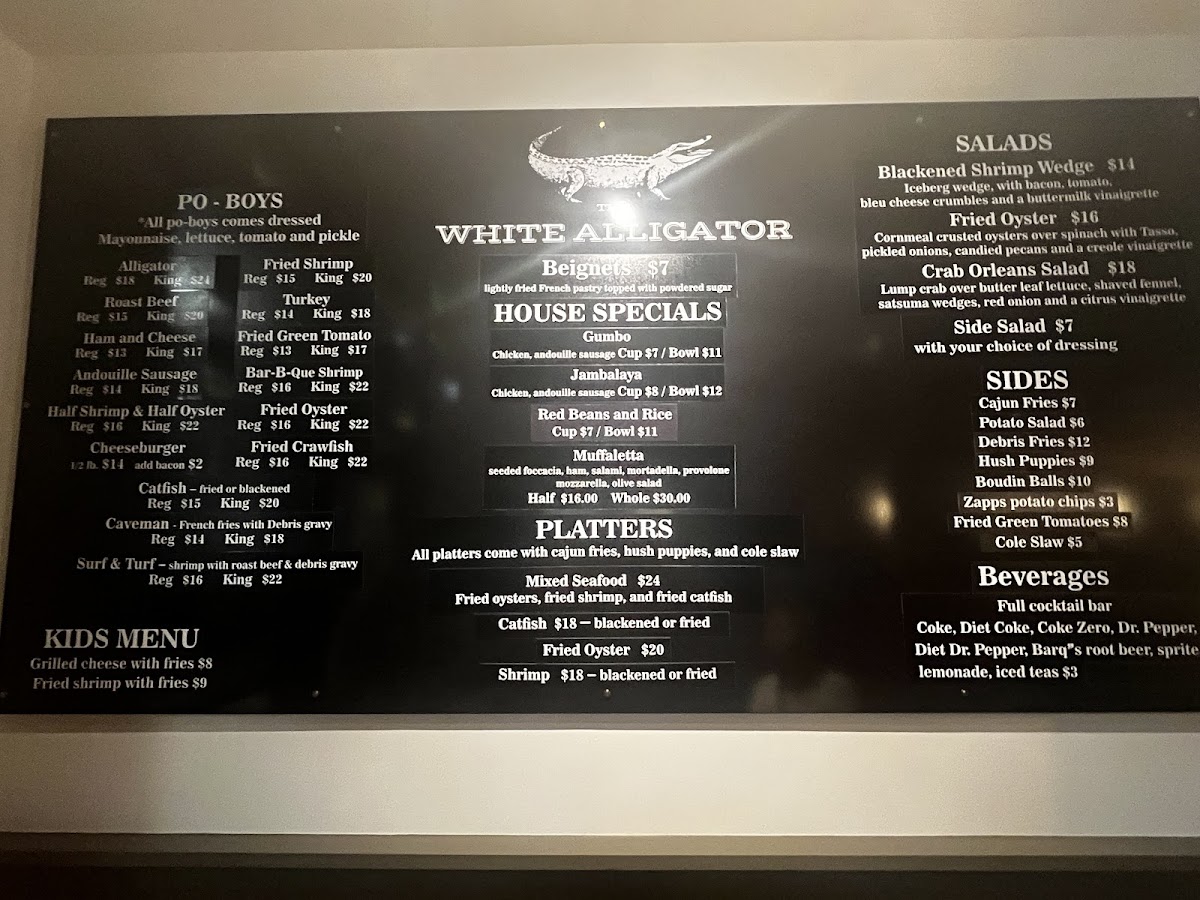 PO - BOYS
*All po-boys comes dressed
Mayonnaise, lettuce, tomato and pickle
Alligator
Reg $18 King $24
Roast Beef
Reg $15 King $20
Ham and Cheese
Reg $13 King $17
Andouille Sausage
Reg $14 King $18
Half Shrimp & Half Oyster
Reg $16 King $22
Cheeseburger
1/2 lb. $14 add bacon $2
Fried Shrimp
Reg $15 King $20
Turkey
Reg $14 King $18
Fried Green Tomato
Reg $13 King $17
Bar-B-Que Shrimp
Reg $16 King $22
Fried Oyster
Reg $16 King $22
Fried Crawfish
Reg $16 King $22
Catfish – fried or blackened
Reg $15 King $20
Caveman - French fries with Debris gravy
Reg $14 King $18
Surf & Turf – shrimp with roast beef & debris gravy
Reg $16 King $22
KIDS MENU
Grilled cheese with fries $8
Fried shrimp with fries $9
WHITE ALLIGATOR
Beignets $7
lightly fried French pastry topped with powdered sugar
HOUSE SPECIALS
Gumbo
Chicken, andouille sausage Cup $7 / Bowl $11
Jambalaya
Chicken, andouille sausage Cup $8 / Bowl $12
Red Beans and Rice
Cup $7 / Bowl $11
Muffaletta
seeded foccacia, ham, salami, mortadella, provolone
mozzarella, olive salad
Half $16.00 Whole $30.00
PLATTERS
All platters come with cajun fries, hush puppies, and cole slaw
Mixed Seafood $24
Fried oysters, fried shrimp, and fried catfish
Catfish $18 – blackened or fried
Fried Oyster $20
Shrimp $18 – blackened or fried
SALADS
Blackened Shrimp Wedge $14
Iceberg wedge, with bacon, tomato,
bleu cheese crumbles and a buttermilk vinaigrette
Fried Oyster $16
Cornmeal crusted oysters over spinach with Tasso,
pickled onions, candied pecans and a creole vinaigrette
Crab Orleans Salad $18
Lump crab over butter leaf lettuce, shaved fennel,
satsuma wedges, red onion and a citrus vinaigrette
Side Salad $7
with your choice of dressing
SIDES
Cajun Fries $7
Potato Salad $6
Debris Fries $12
Hush Puppies $9
Boudin Balls $10
Zapps potato chips $3
Fried Green Tomatoes $8
Cole Slaw $5
Beverages
Full cocktail bar
Coke, Diet Coke, Coke Zero, Dr. Pepper,
Diet Dr. Pepper, Barq"s root beer, sprite
lemonade, iced teas $3